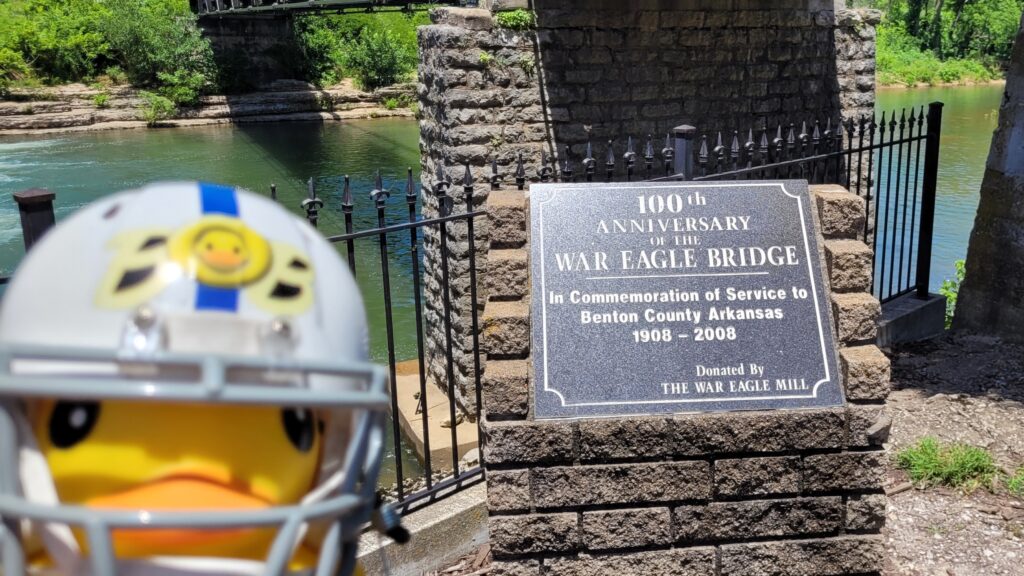 100th
ANNIVERSARY
OF THE
WAR EAGLE BRIDGE
In Commemoration of Service to
Benton County Arkansas
1908 – 2008
Donated By
THE WAR EAGLE MILL